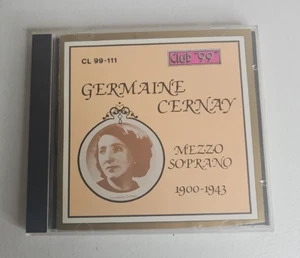 CL 99-111
Club "99"
GERMAINE
CERNAY
MEZZO
SOPRANO
1900-1943